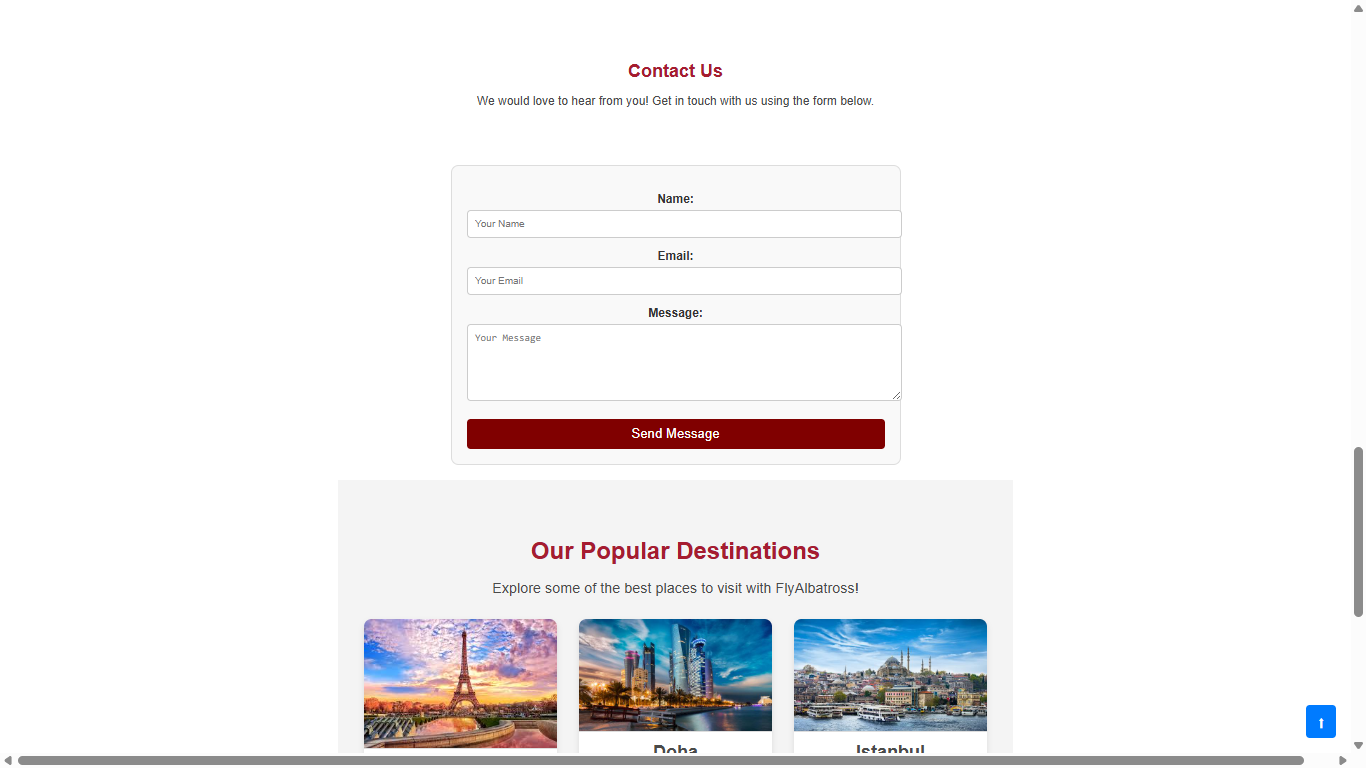 Contact Us
We would love to hear from you! Get in touch with us using the form below.
Name:
Your Name
Email:
Your Email
Message:
Your Message
Send Message
Our Popular Destinations
Explore some of the best places to visit with FlyAlbatross!
Doha
Istanbul